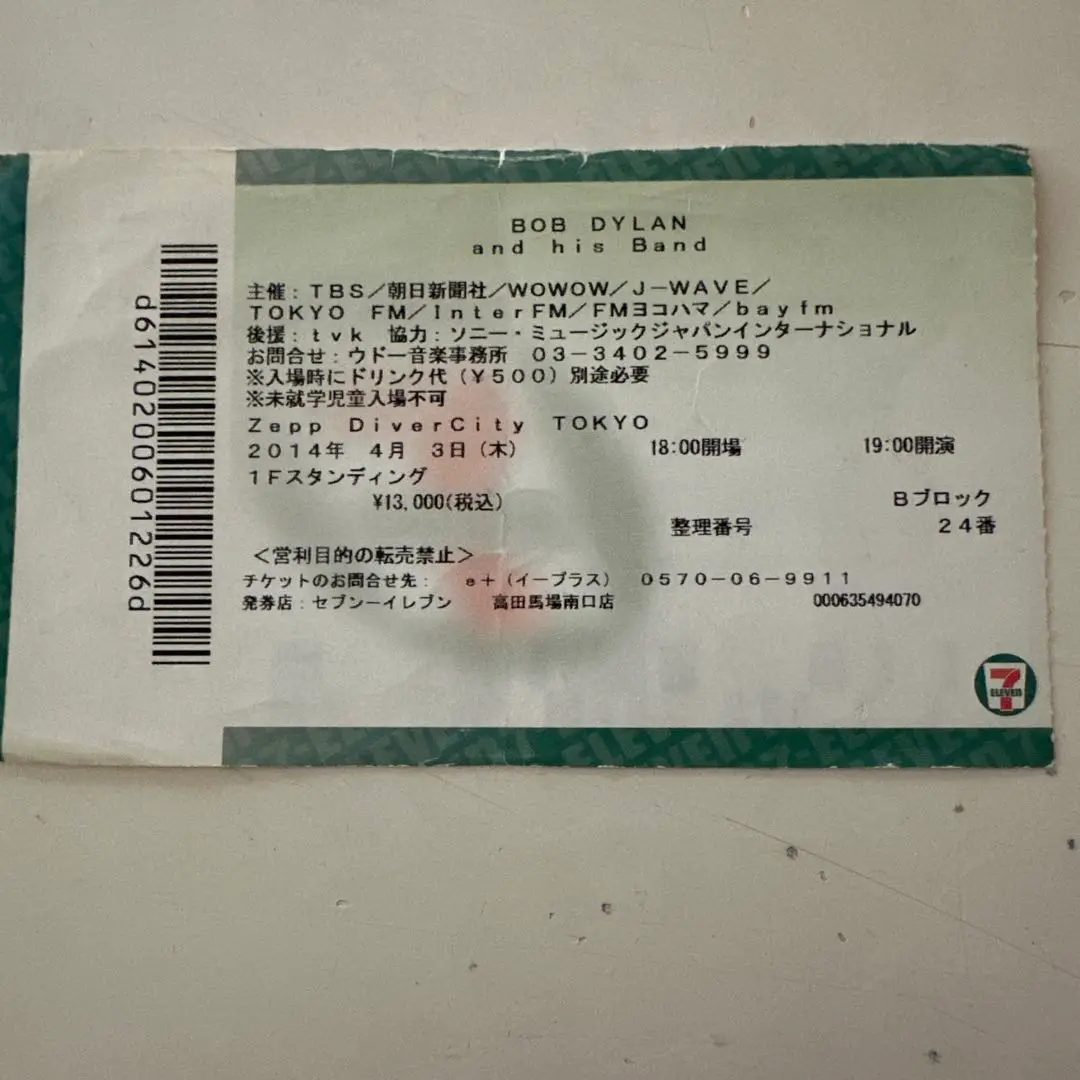 BOB DYLAN
and his Band
主催：TBS／朝日新聞社／WOWOW／J－WAVE／
TOKYO FM／InterFM／FMヨコハマ／bayfm
後援：tvk 協力：ソニー・ミュージックジャパンインターナショナル
お問合せ：ウドー音楽事務所 03－3402－5999
※入場時にドリンク代（￥500）別途必要
※未就学児童入場不可
Zepp DiverCity TOKYO
2014年 4月 3日（木） 18:00開場 19:00開演
1Fスタンディング
¥13,000(税込) Bブロック
整理番号 24番
＜営利目的の転売禁止＞
チケットのお問合せ先： e＋（イープラス） 0570－06－9911
発券店：セブン－イレブン 高田馬場南口店 000635494070
d6140200601226d
7 ELEVEN